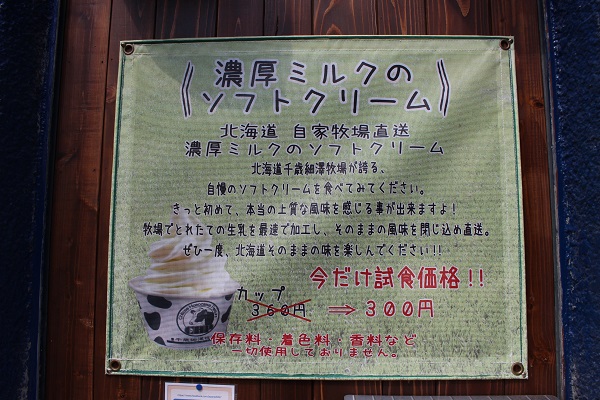 濃厚ミルクの
ソフトクリーム
北海道 自家牧場直送
濃厚ミルクのソフトクリーム
北海道千歳細澤牧場が誇る、
自慢のソフトクリームを食べてみてください。
きっと初めて、本当の上質な風味を感じる事が出来ますよ！
牧場でとれたての生乳を最速で加工し、そのままの風味を閉じ込め直送。
ぜひ一度、北海道そのままの味を楽しんでください!!
今だけ試食価格!!
カップ
360円 ⇒ 300円
保存料・着色料・香料など
一切使用しておりません。